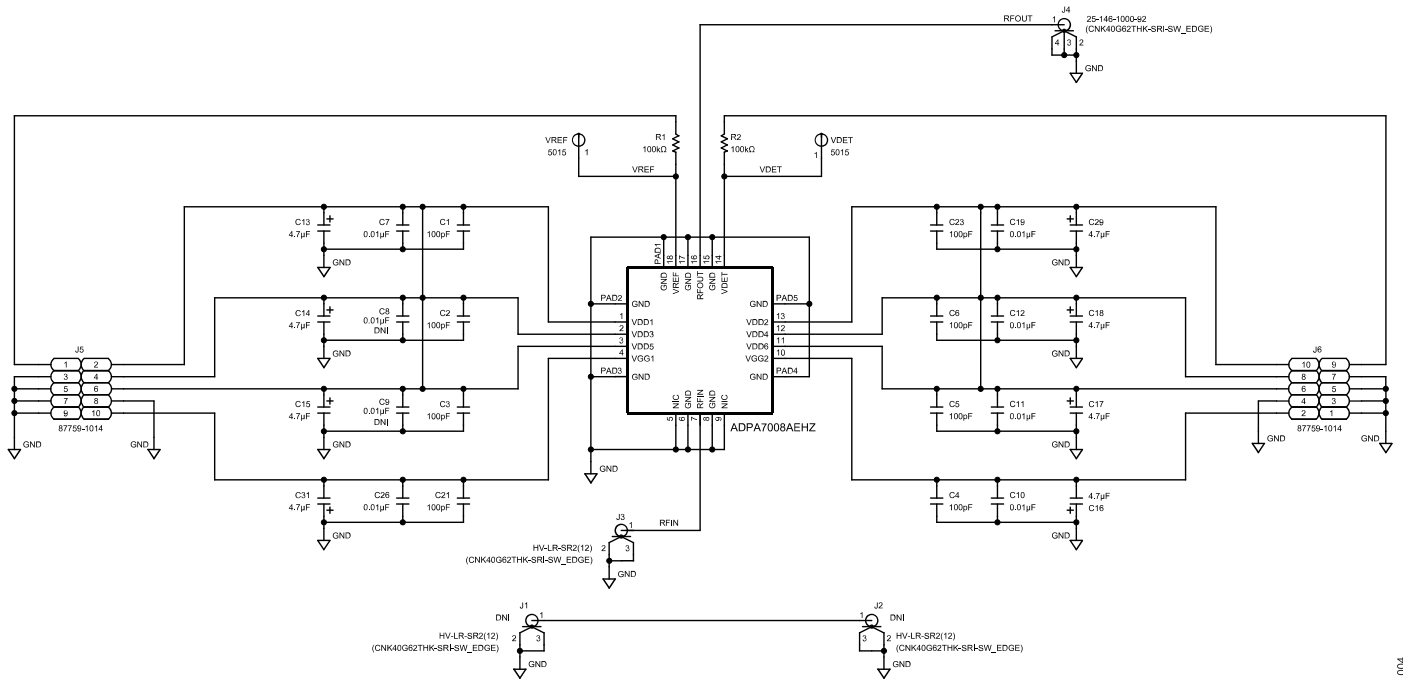 J4
RFOUT
1
25-146-1000-92
(CNK40G62THK-SRI-SW_EDGE)
4 3 2
GND
VREF
5015
1
R1
100kΩ
R2
100kΩ
VDET
5015
1
VREF
VDET
C13
4.7µF
+
C7
0.01µF
C1
100pF
GND
C14
4.7µF
+
C8
0.01µF
DNI
C2
100pF
GND
C15
4.7µF
+
C9
0.01µF
DNI
C3
100pF
GND
C31
4.7µF
+
C26
0.01µF
C21
100pF
GND
J5
1 2
3 4
5 6
7 8
9 10
87759-1014
GND
GND
PAD1
18
17
16
15
14
GND
VREF
GND
RFOUT
GND
VDET
PAD2
GND
1
VDD1
2
VDD3
3
VDD5
4
VGG1
PAD3
GND
PAD5
GND
13
VDD2
12
VDD4
11
VDD6
10
VGG2
PAD4
GND
NIC
GND
RFIN
GND
NIC
5
6
7
8
9
ADPA7008AEHZ
GND
C23
100pF
C19
0.01µF
+
C29
4.7µF
GND
C6
100pF
C12
0.01µF
+
C18
4.7µF
GND
C5
100pF
C11
0.01µF
+
C17
4.7µF
GND
C4
100pF
C10
0.01µF
+
4.7µF
C16
GND
J6
10 9
8 7
6 5
4 3
2 1
87759-1014
GND
GND
J3
1
RFIN
2 3
HV-LR-SR2(12)
(CNK40G62THK-SRI-SW_EDGE)
GND
J1
DNI
1
HV-LR-SR2(12)
2 3
(CNK40G62THK-SRI-SW_EDGE)
GND
J2
1
DNI
3 2
HV-LR-SR2(12)
(CNK40G62THK-SRI-SW_EDGE)
GND
004